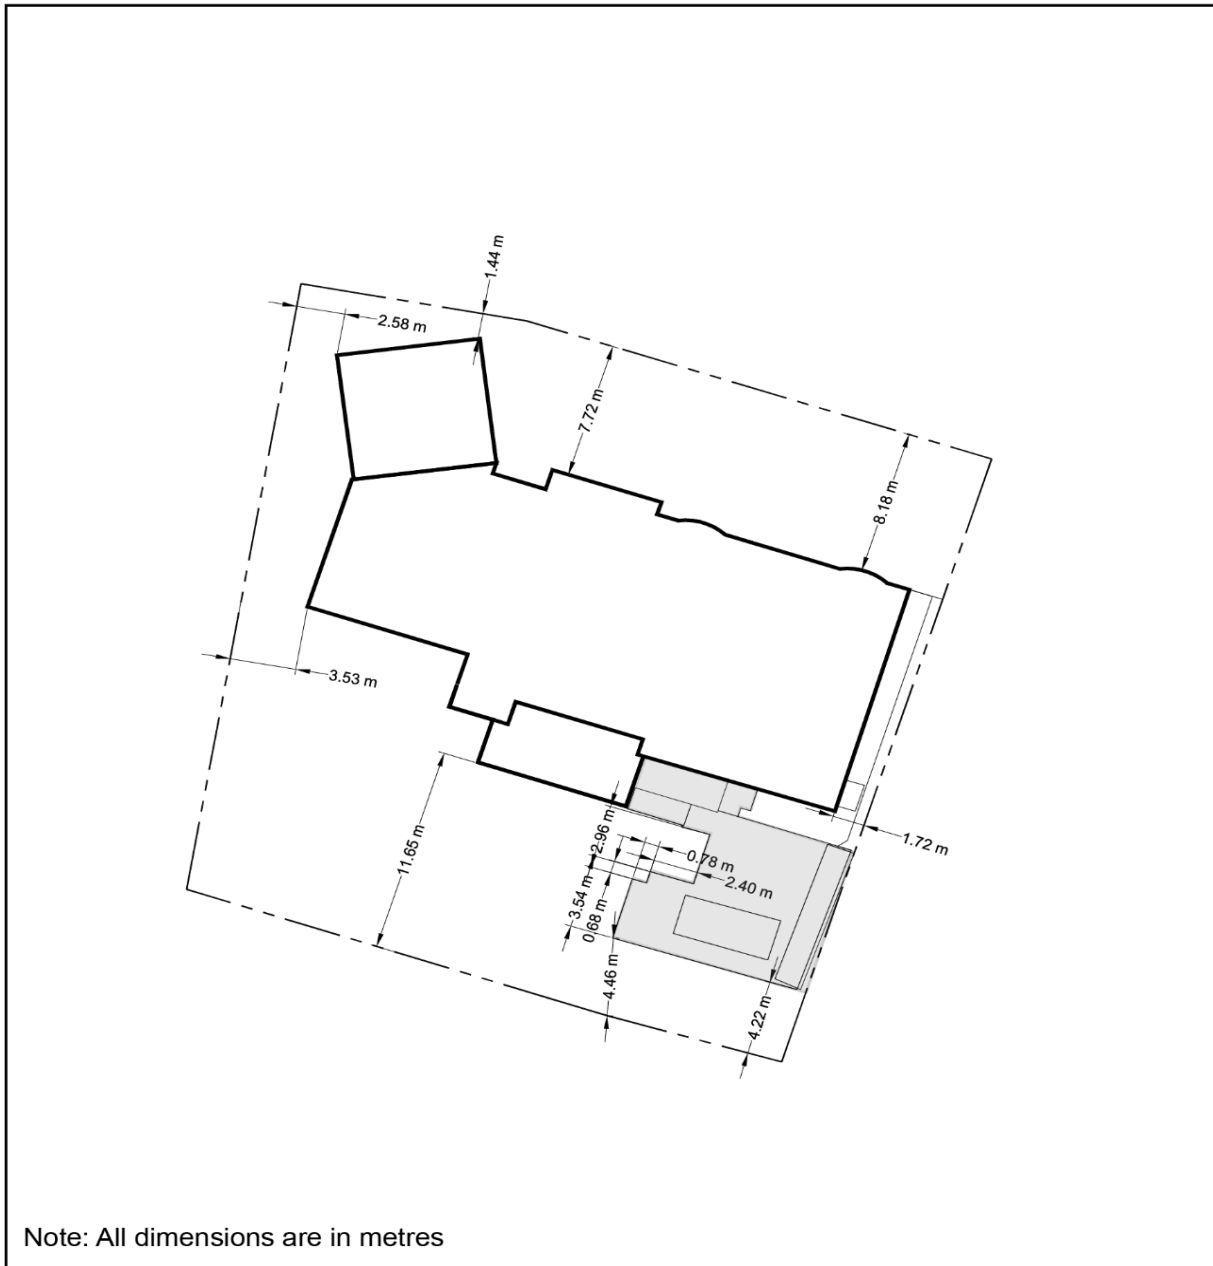 1.44 m
2.58 m
7.72 m
8.18 m
3.53 m
11.65 m
2.96 m
0.78 m
2.40 m
3.54 m
0.68 m
1.72 m
4.46 m
4.22 m
Note: All dimensions are in metres